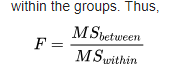 within the groups. Thus,
F = MS_between / MS_within